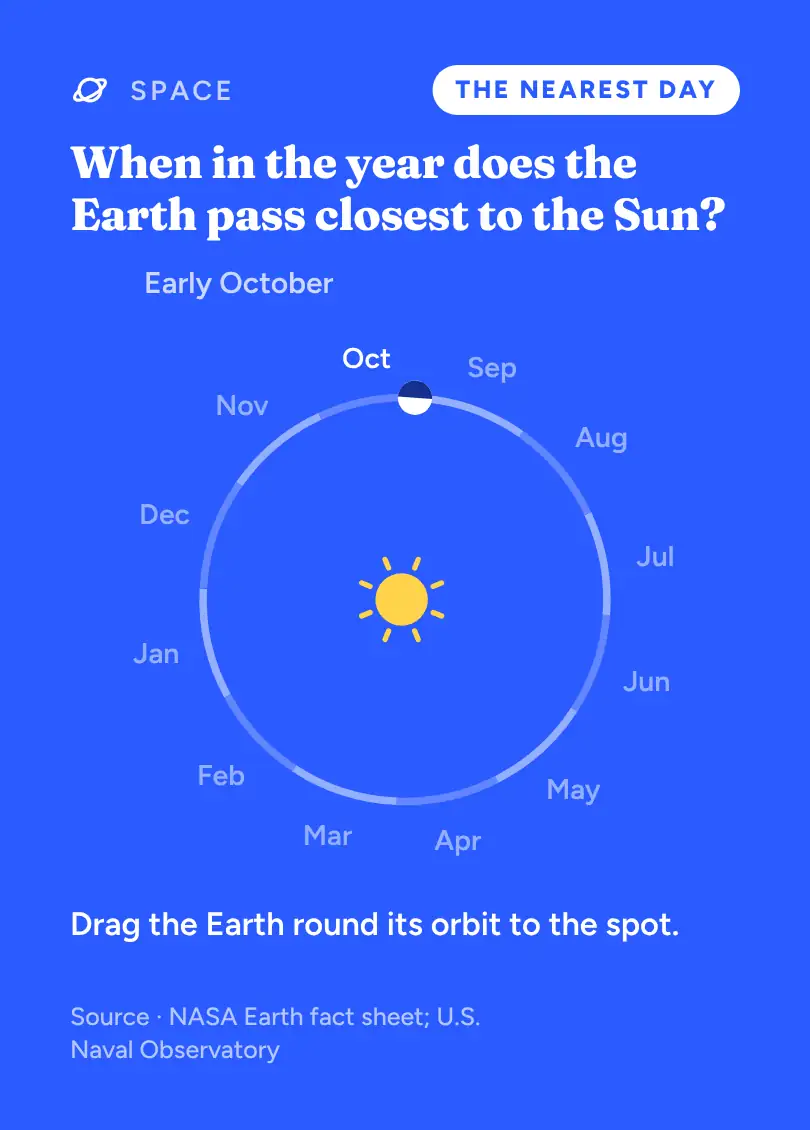 SPACE
THE NEAREST DAY
When in the year does the
Earth pass closest to the Sun?
Early October
Oct
Sep
Nov
Aug
Dec
Jul
Jan
Jun
Feb
May
Mar
Apr
Drag the Earth round its orbit to the spot.
Source · NASA Earth fact sheet; U.S.
Naval Observatory